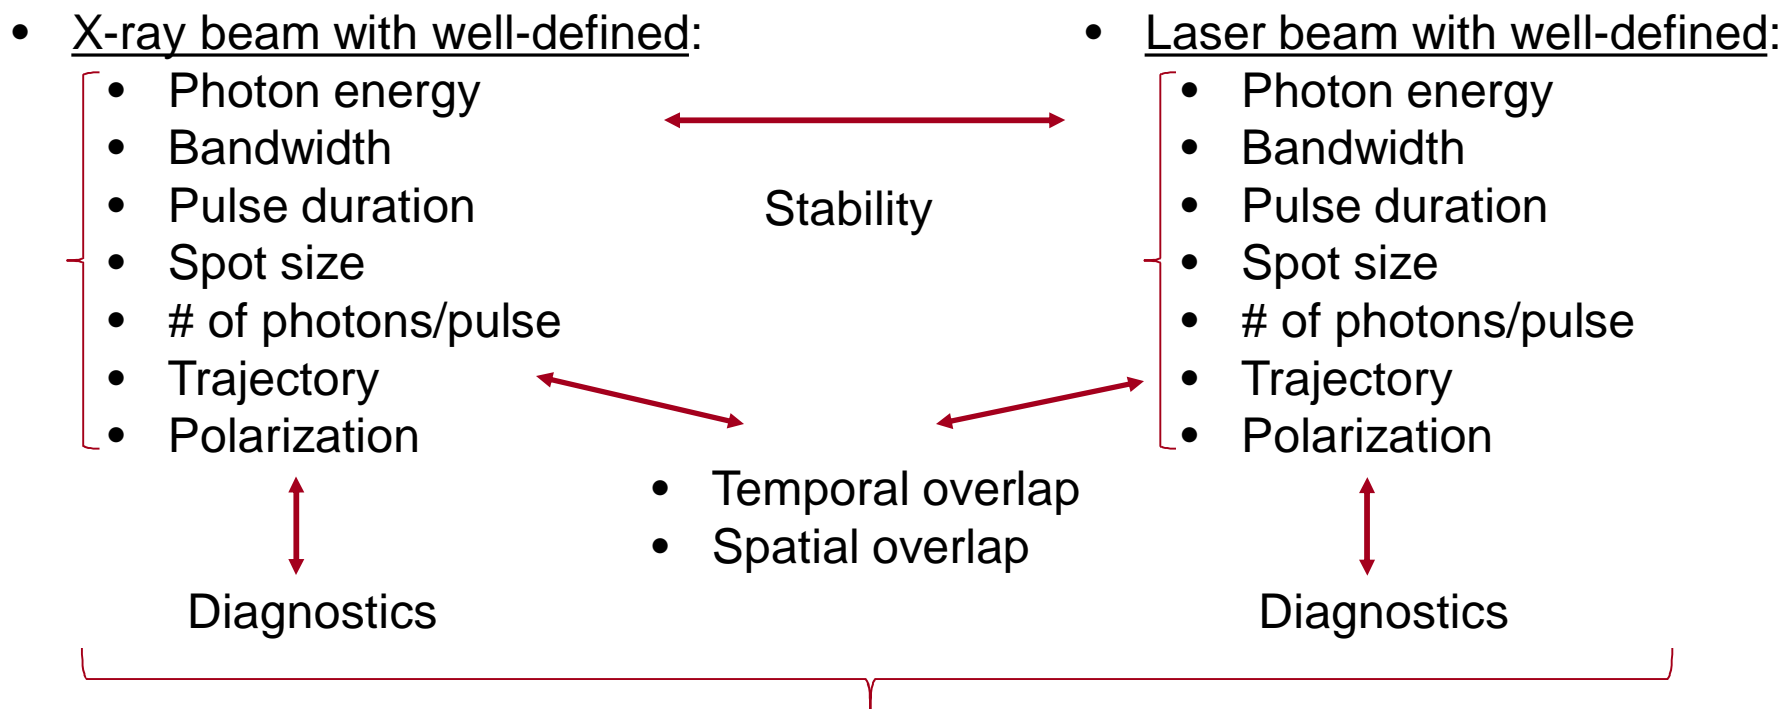 • X-ray beam with well-defined:
• Photon energy
• Bandwidth
• Pulse duration
• Spot size
• # of photons/pulse
• Trajectory
• Polarization
Diagnostics
Stability
• Temporal overlap
• Spatial overlap
• Laser beam with well-defined:
• Photon energy
• Bandwidth
• Pulse duration
• Spot size
• # of photons/pulse
• Trajectory
• Polarization
Diagnostics